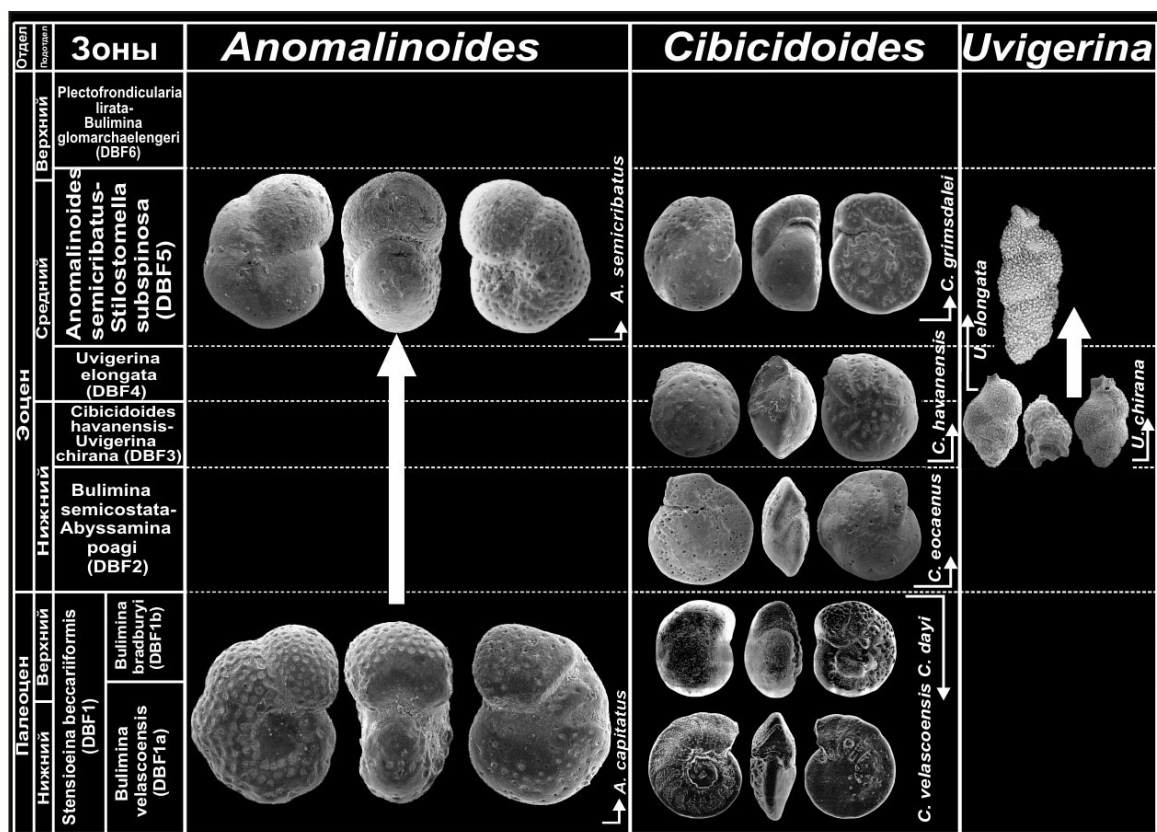 Отдел
Подотдел
Зоны
Anomalinoides
Cibicidoides
Uvigerina
Эоцен
Верхний
Plectofrondicularia
lirata-
Bulimina
glomarchaelengeri
(DBF6)
Средний
Anomalinoides
semicribatus-
Stilostomella
subspinosa
(DBF5)
A. semicribatus
C. grimsdalei
U. elongata
Uvigerina
elongata
(DBF4)
Нижний
Cibicidoides
havanensis-
Uvigerina
chirana (DBF3)
C. havanensis
U. chirana
Bulimina
semicostata-
Abyssamina
poagi
(DBF2)
C. eocaenus
Палеоцен
Верхний
Нижний
Stensioeina beccariiformis
(DBF1)
Bulimina
bradburyi
(DBF1b)
Bulimina
velascoensis
(DBF1a)
A. capitatus
C. velascoensis C. dayi